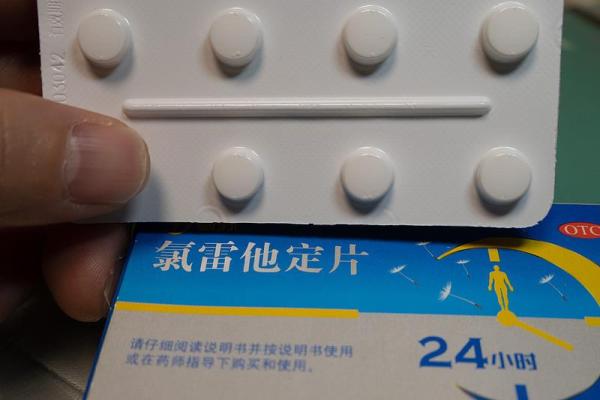 氯雷他定片
OTC
请仔细阅读说明书并按说明书使用
或在药师指导下购买和使用。
24小时